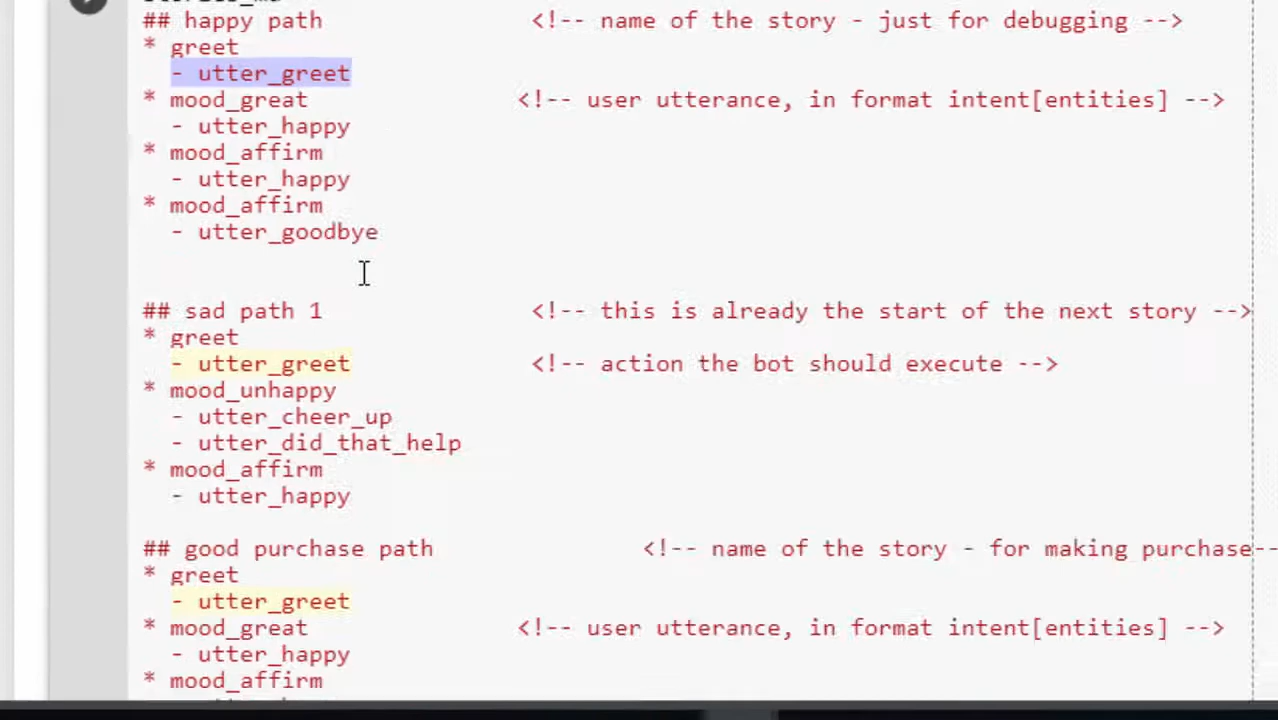 ## happy path <!-- name of the story - just for debugging -->
* greet
- utter_greet
* mood_great <!-- user utterance, in format intent[entities] -->
- utter_happy
* mood_affirm
- utter_happy
* mood_affirm
- utter_goodbye
## sad path 1 <!-- this is already the start of the next story -->
* greet
- utter_greet <!-- action the bot should execute -->
* mood_unhappy
- utter_cheer_up
- utter_did_that_help
* mood_affirm
- utter_happy
## good purchase path <!-- name of the story - for making purchase--
* greet
- utter_greet
* mood_great <!-- user utterance, in format intent[entities] -->
- utter_happy
* mood_affirm